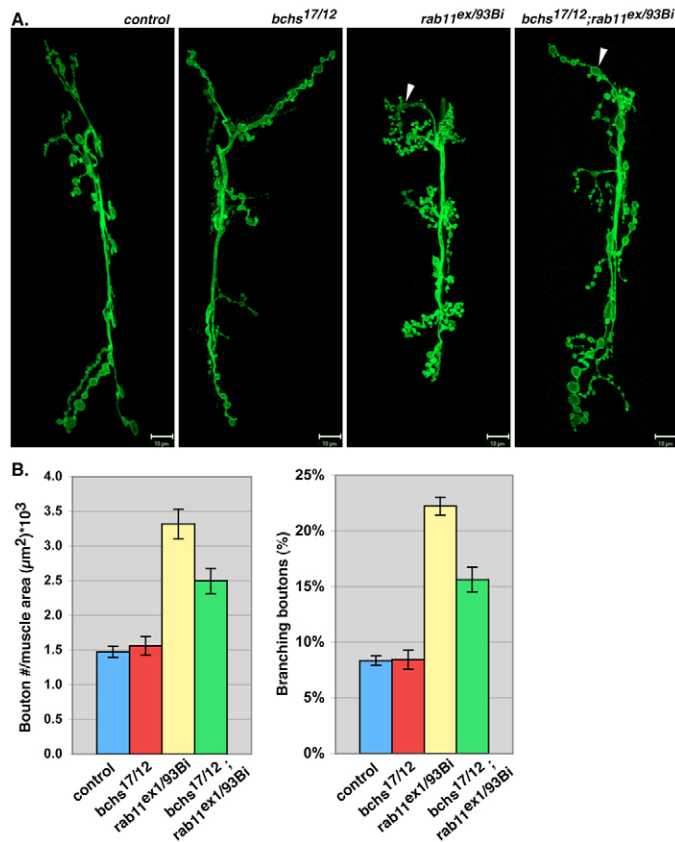 A.
control
bchs17/12
rab11ex/93Bi
bchs17/12;rab11ex/93Bi
10 µm
10 µm
10 µm
10 µm
B.
Bouton #/muscle area (µm2)*103
4.0
3.5
3.0
2.5
2.0
1.5
1.0
0.5
0.0
control
bchs17/12
rab11ex1/93Bi
bchs17/12;
rab11ex1/93Bi
Branching boutons (%)
25%
20%
15%
10%
5%
0%
control
bchs17/12
rab11ex1/93Bi
bchs17/12;
rab11ex1/93Bi